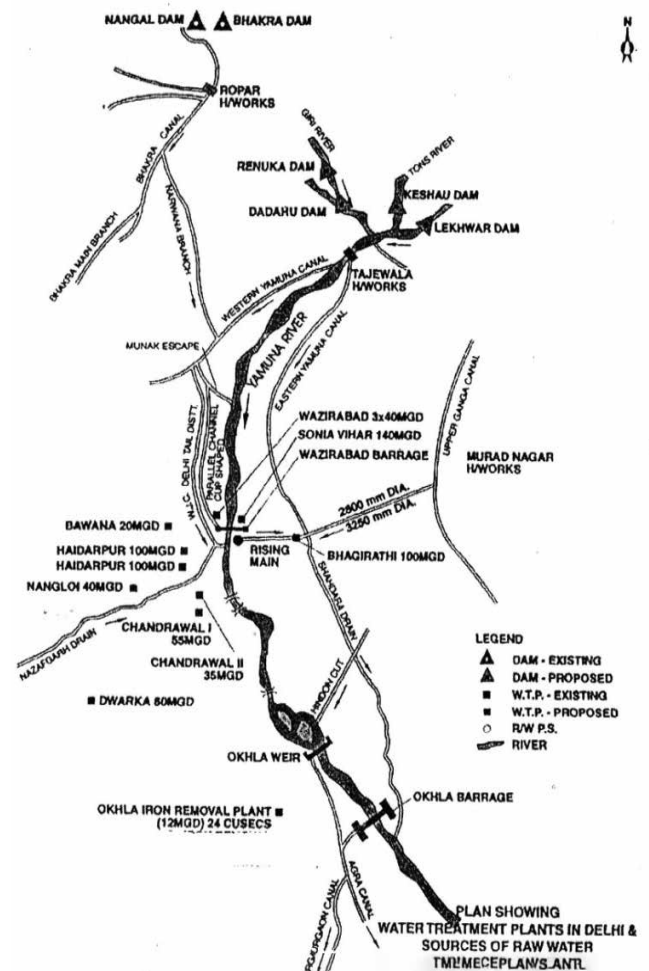 NANGAL DAM
BHAKRA DAM
N
ROPAR
H/WORKS
BHAKRA CANAL
GIRI RIVER
TONS RIVER
RENUKA DAM
KESHAU DAM
DADAHU DAM
LEKHWAR DAM
NARWANA BRANCH
BHAKRA MAIN BRANCH
TAJEWALA
H/WORKS
WESTERN YAMUNA CANAL
MUNAK ESCAPE
YAMUNA RIVER
EASTERN YAMUNA CANAL
UPPER GANGA CANAL
W.J.C. DELHI TAIL DISTT.
PARALLEL CHANNEL
CUP SHAPED
WAZIRABAD 3x40MGD
SONIA VIHAR 140MGD
WAZIRABAD BARRAGE
MURAD NAGAR
H/WORKS
2800 mm DIA.
3250 mm DIA.
BAWANA 20MGD
HAIDARPUR 100MGD
HAIDARPUR 100MGD
RISING
MAIN
BHAGIRATHI 100MGD
NANGLOI 40MGD
CHANDRAWAL I
55MGD
SHAHDARA DRAIN
NAZAFGARH DRAIN
CHANDRAWAL II
35MGD
HINDON CUT
DWARKA 60MGD
LEGEND
DAM - EXISTING
DAM - PROPOSED
W.T.P. - EXISTING
W.T.P. - PROPOSED
R/W P.S.
RIVER
OKHLA WEIR
OKHLA BARRAGE
OKHLA IRON REMOVAL PLANT
(12MGD) 24 CUSECS
AGRA CANAL
GURGAON CANAL
PLAN SHOWING
WATER TREATMENT PLANTS IN DELHI &
SOURCES OF RAW WATER